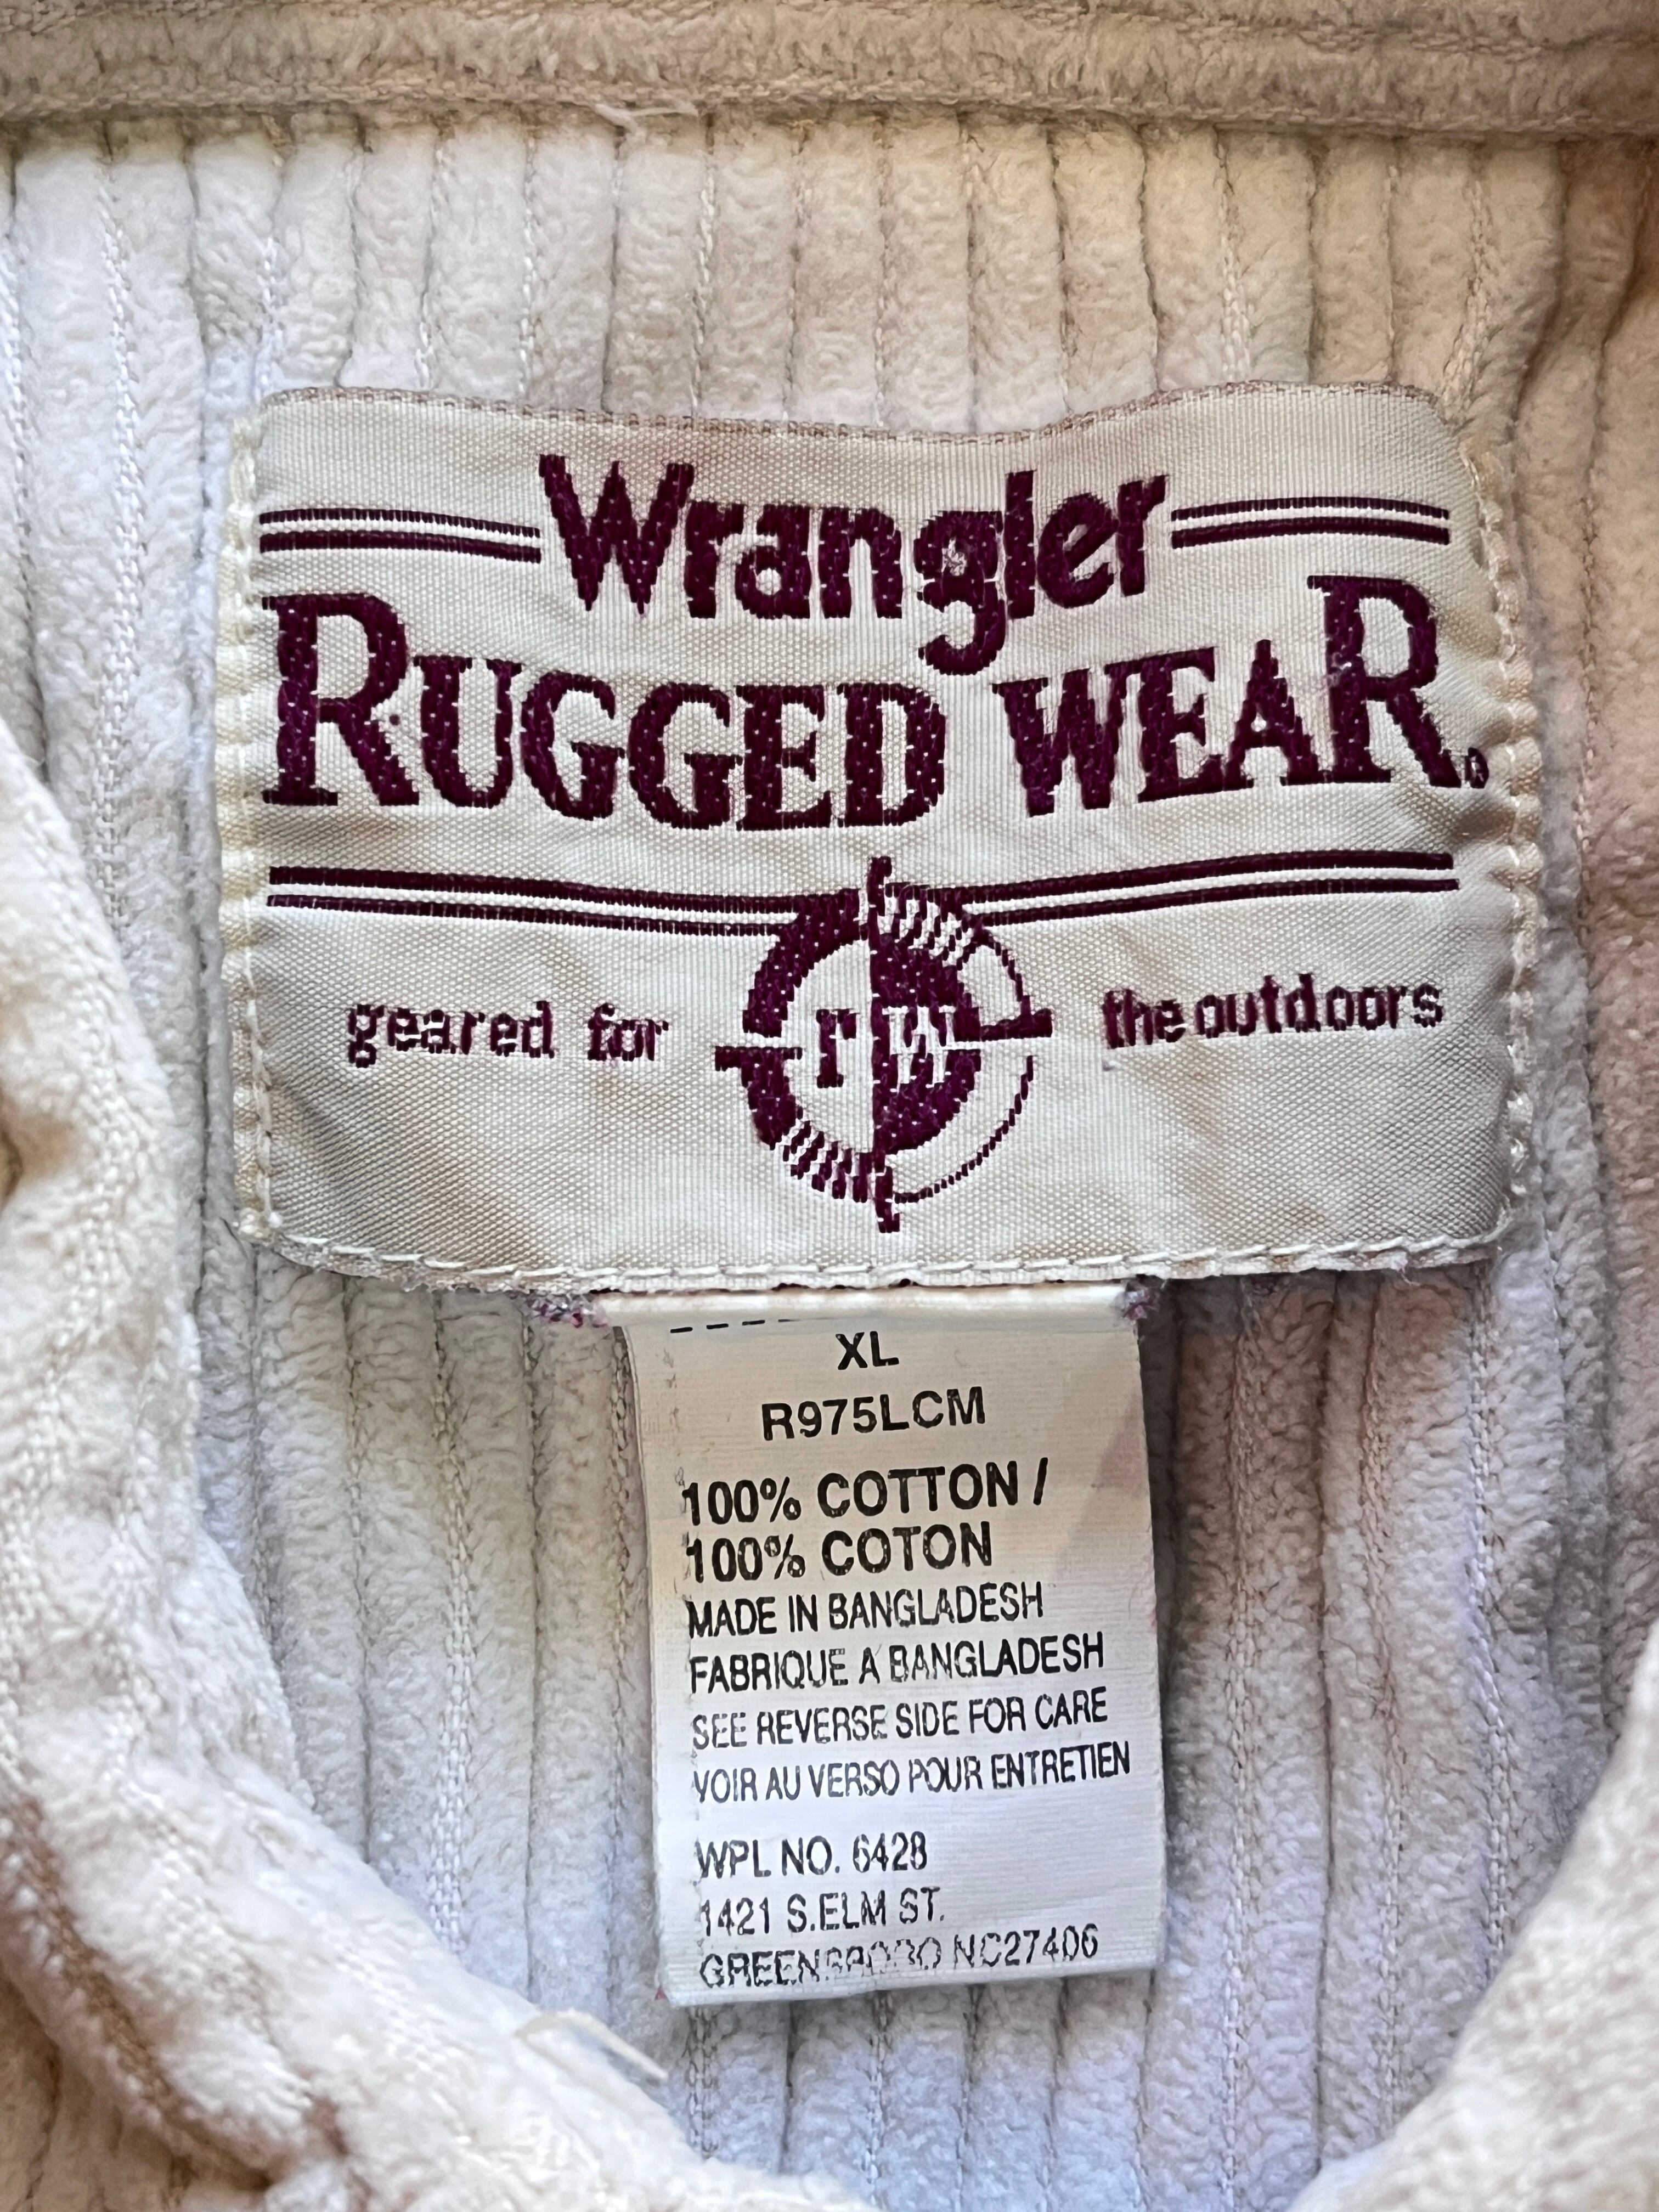 Wrangler
RUGGED WEAR®
geared for rw the outdoors
XL
R975LCM
100% COTTON /
100% COTON
MADE IN BANGLADESH
FABRIQUE A BANGLADESH
SEE REVERSE SIDE FOR CARE
VOIR AU VERSO POUR ENTRETIEN
WPL NO. 6428
1421 S.ELM ST.
GREENSBORO NC27406